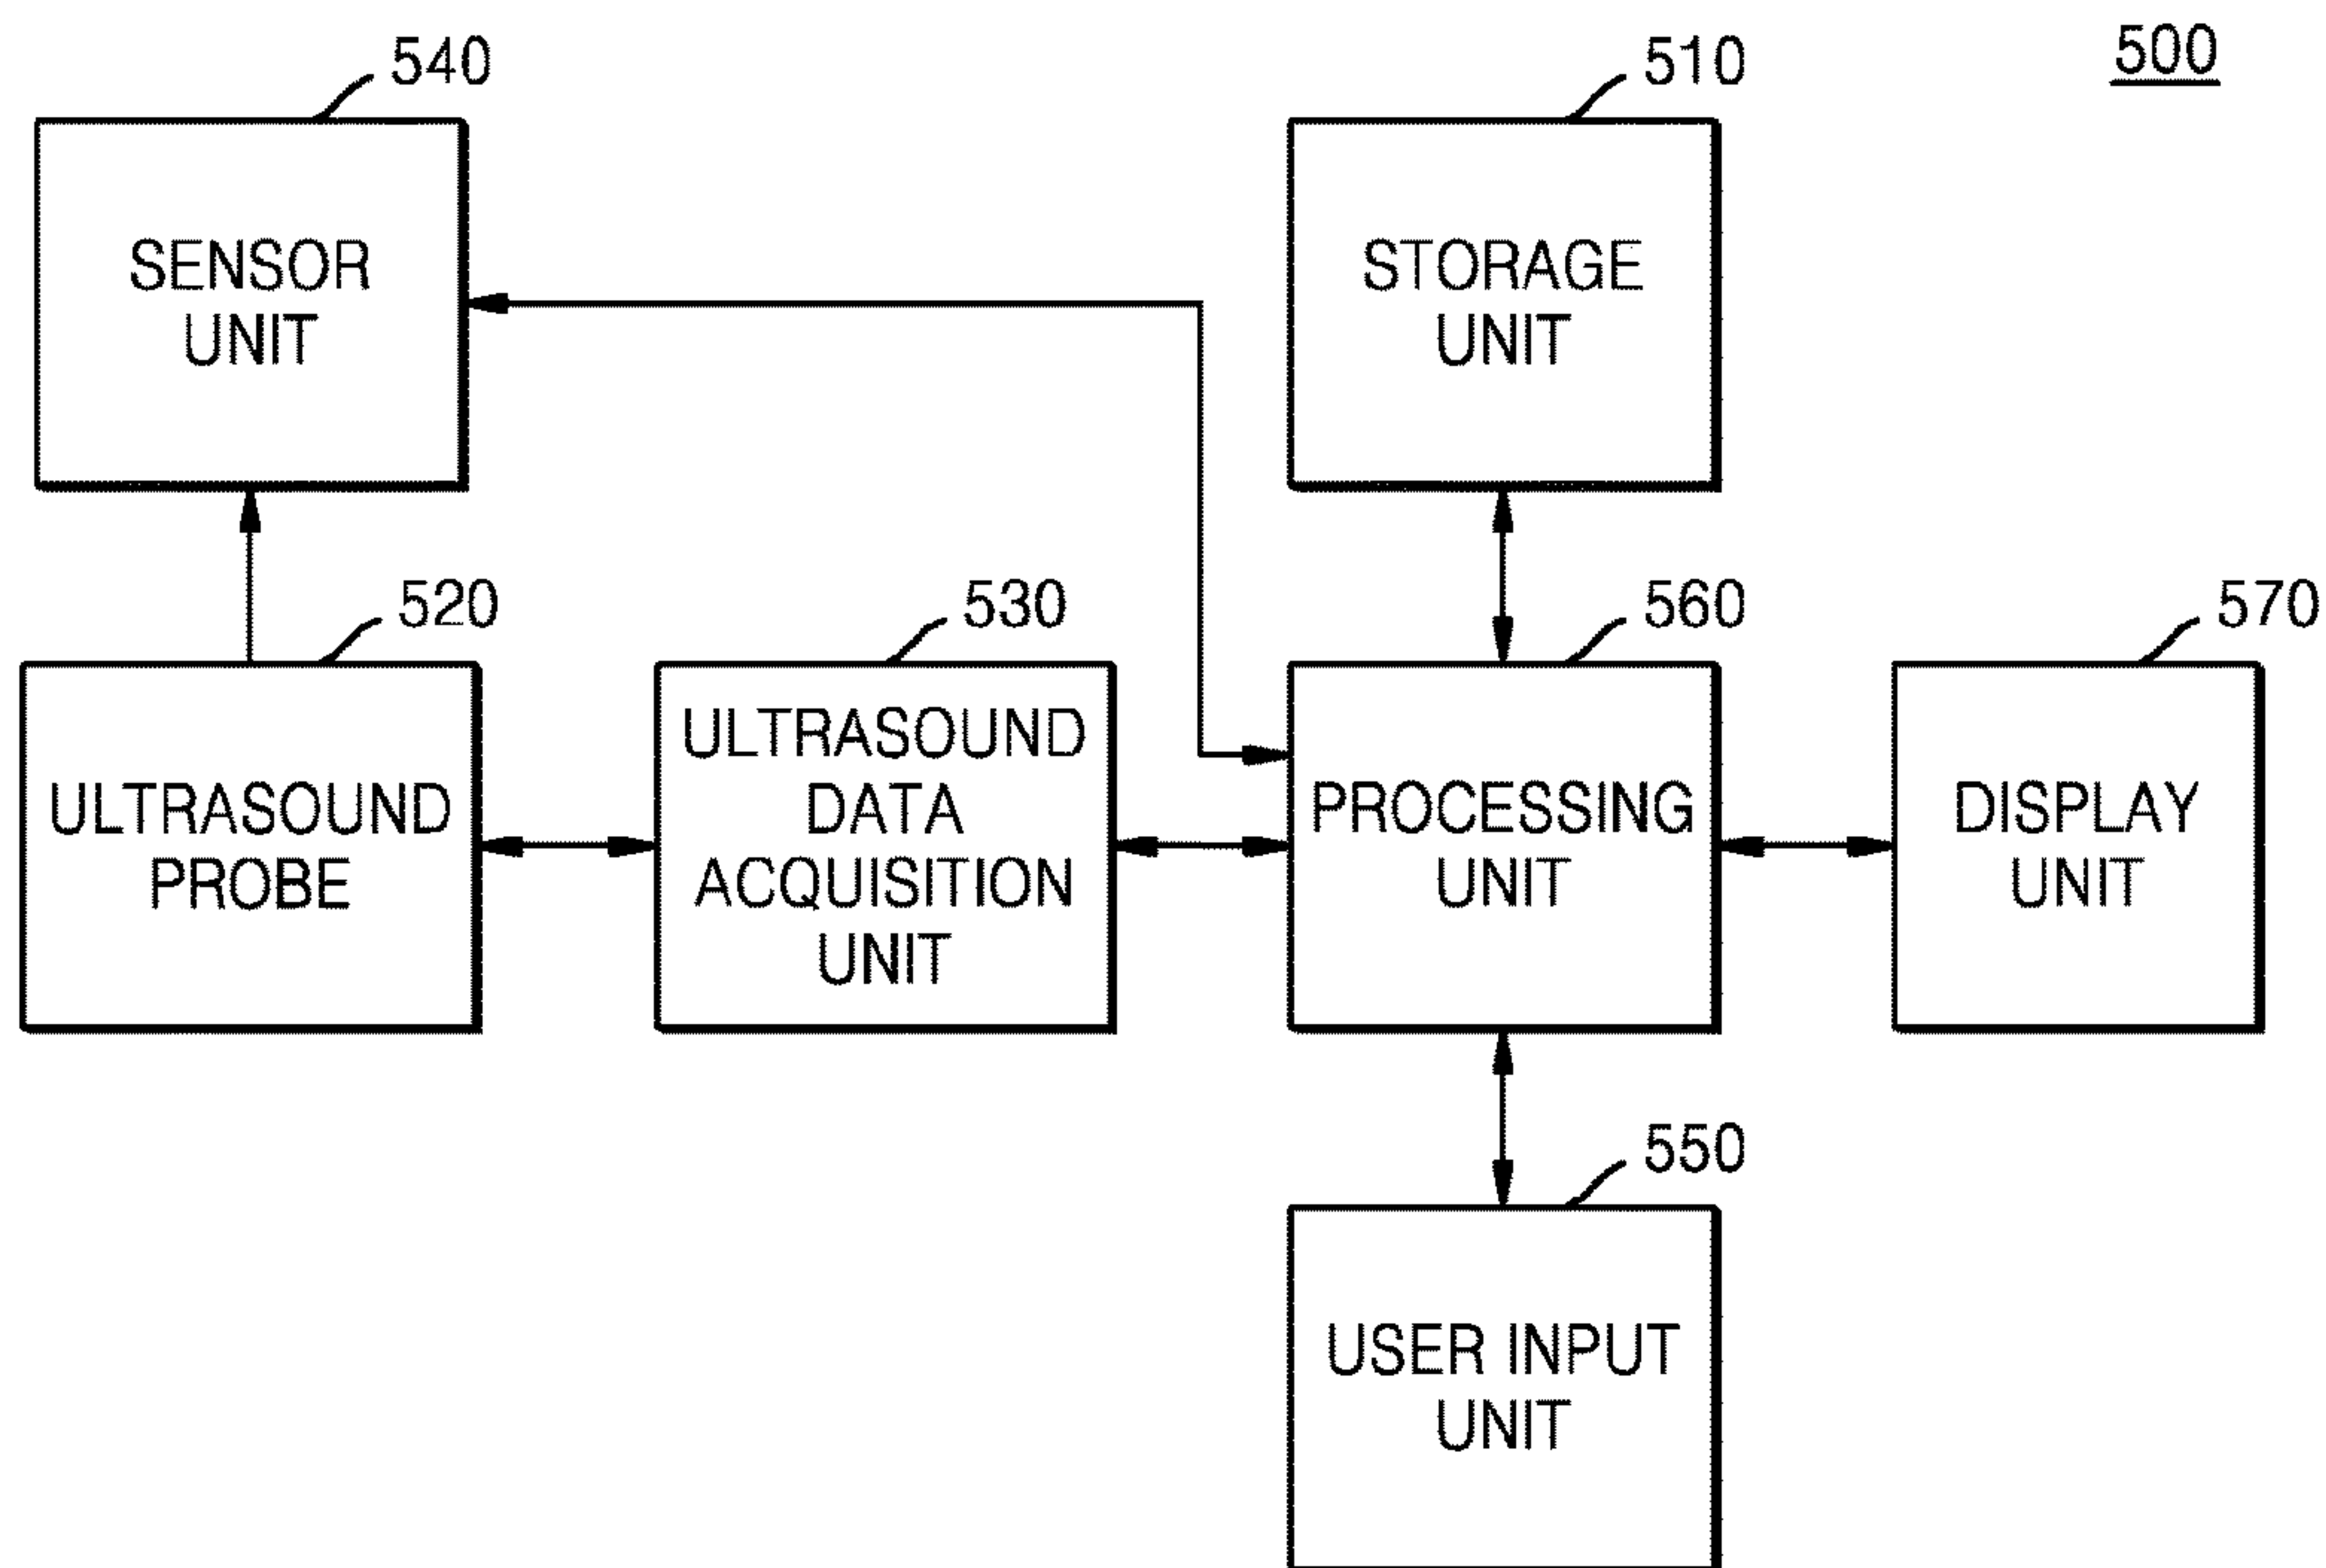 500
540
SENSOR
UNIT
510
STORAGE
UNIT
520
ULTRASOUND
PROBE
530
ULTRASOUND
DATA
ACQUISITION
UNIT
560
PROCESSING
UNIT
570
DISPLAY
UNIT
550
USER INPUT
UNIT